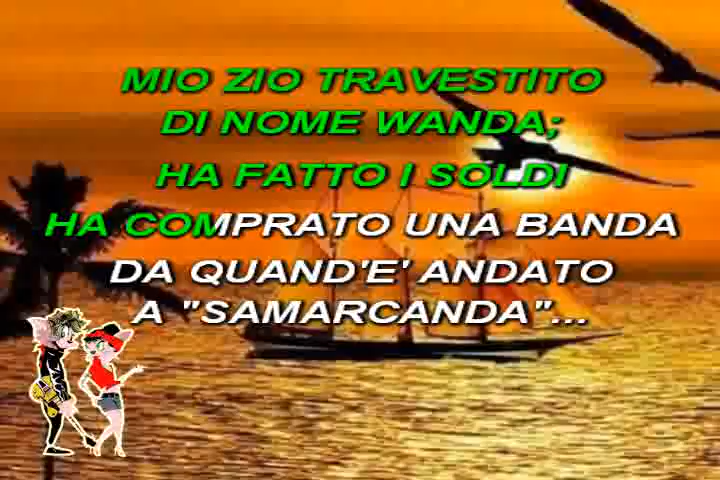 MIO ZIO TRAVESTITO
DI NOME WANDA;
HA FATTO I SOLDI
HA COMPRATO UNA BANDA
DA QUAND'E' ANDATO
A "SAMARCANDA"...